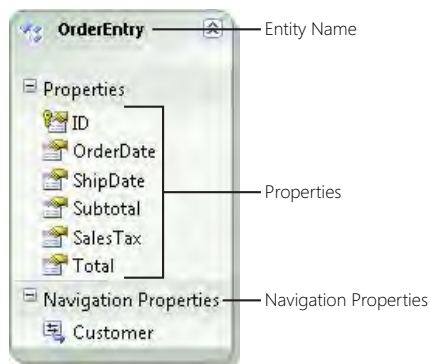 OrderEntry
Entity Name
Properties
ID
OrderDate
ShipDate
Subtotal
SalesTax
Total
Properties
Navigation Properties
Navigation Properties
Customer